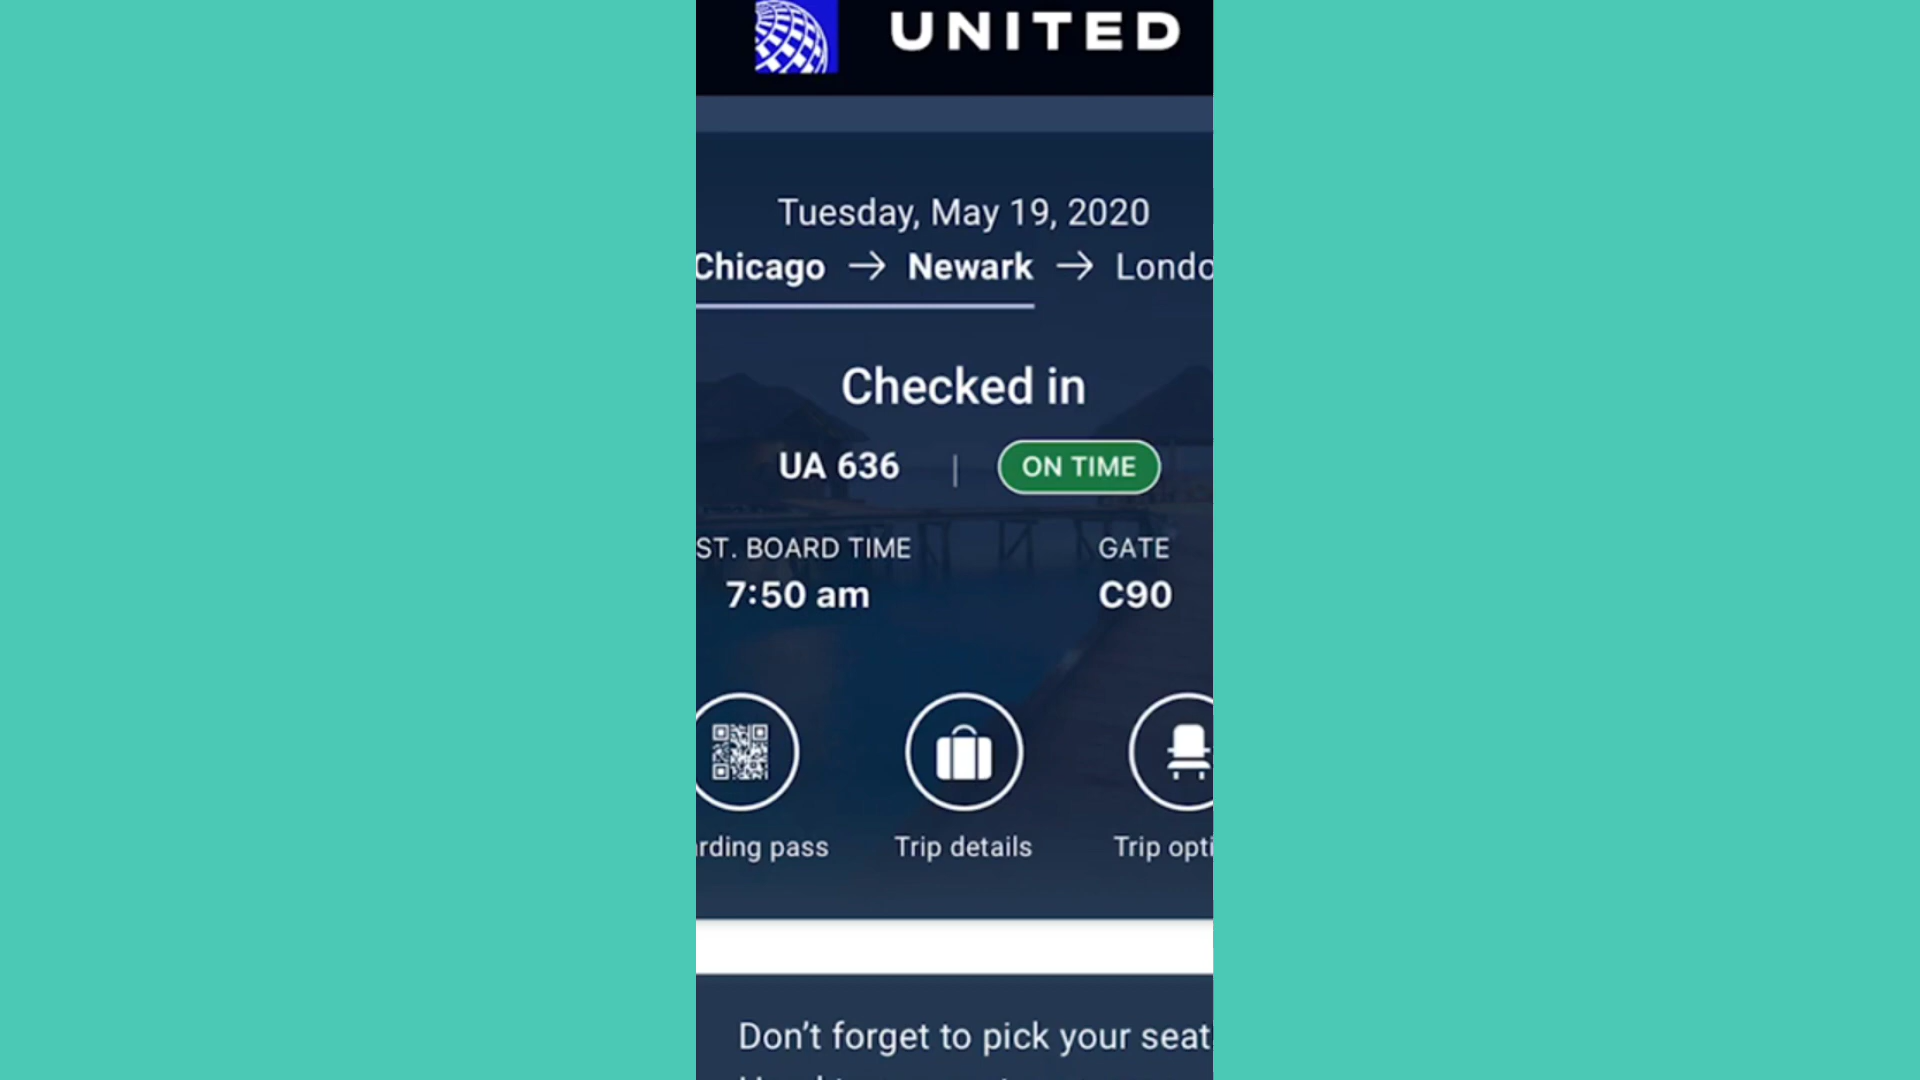 UNITED
Tuesday, May 19, 2020
Chicago → Newark → Londo
Checked in
UA 636 | ON TIME
ST. BOARD TIME GATE
7:50 am C90
rding pass Trip details Trip opti
Don’t forget to pick your seat